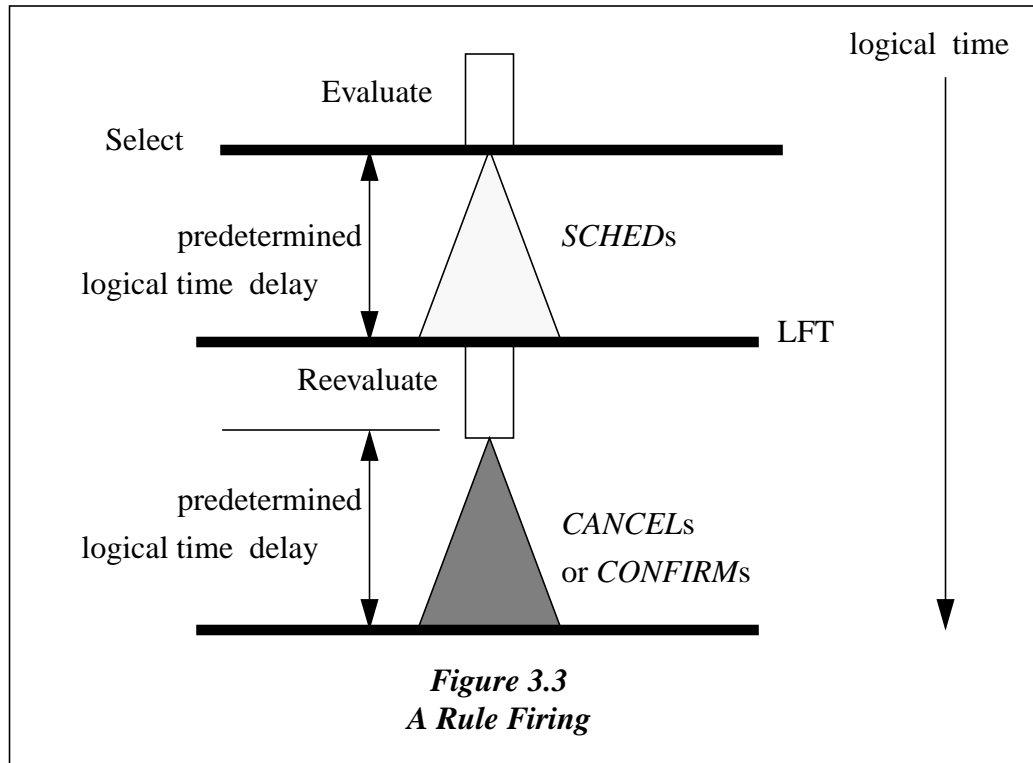 logical time
Evaluate
Select
predetermined
logical time delay
SCHEDs
LFT
Reevaluate
predetermined
logical time delay
CANCELs
or CONFIRMs
Figure 3.3
A Rule Firing